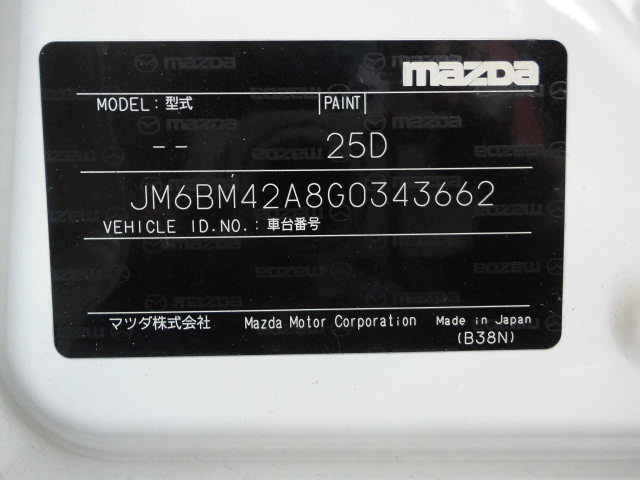 mazda
MODEL: 型式 |PAINT|
-- 25D
JM6BM42A8G0343662
VEHICLE ID.NO.: 車台番号
マツダ株式会社 Mazda Motor Corporation Made in Japan
(B38N)